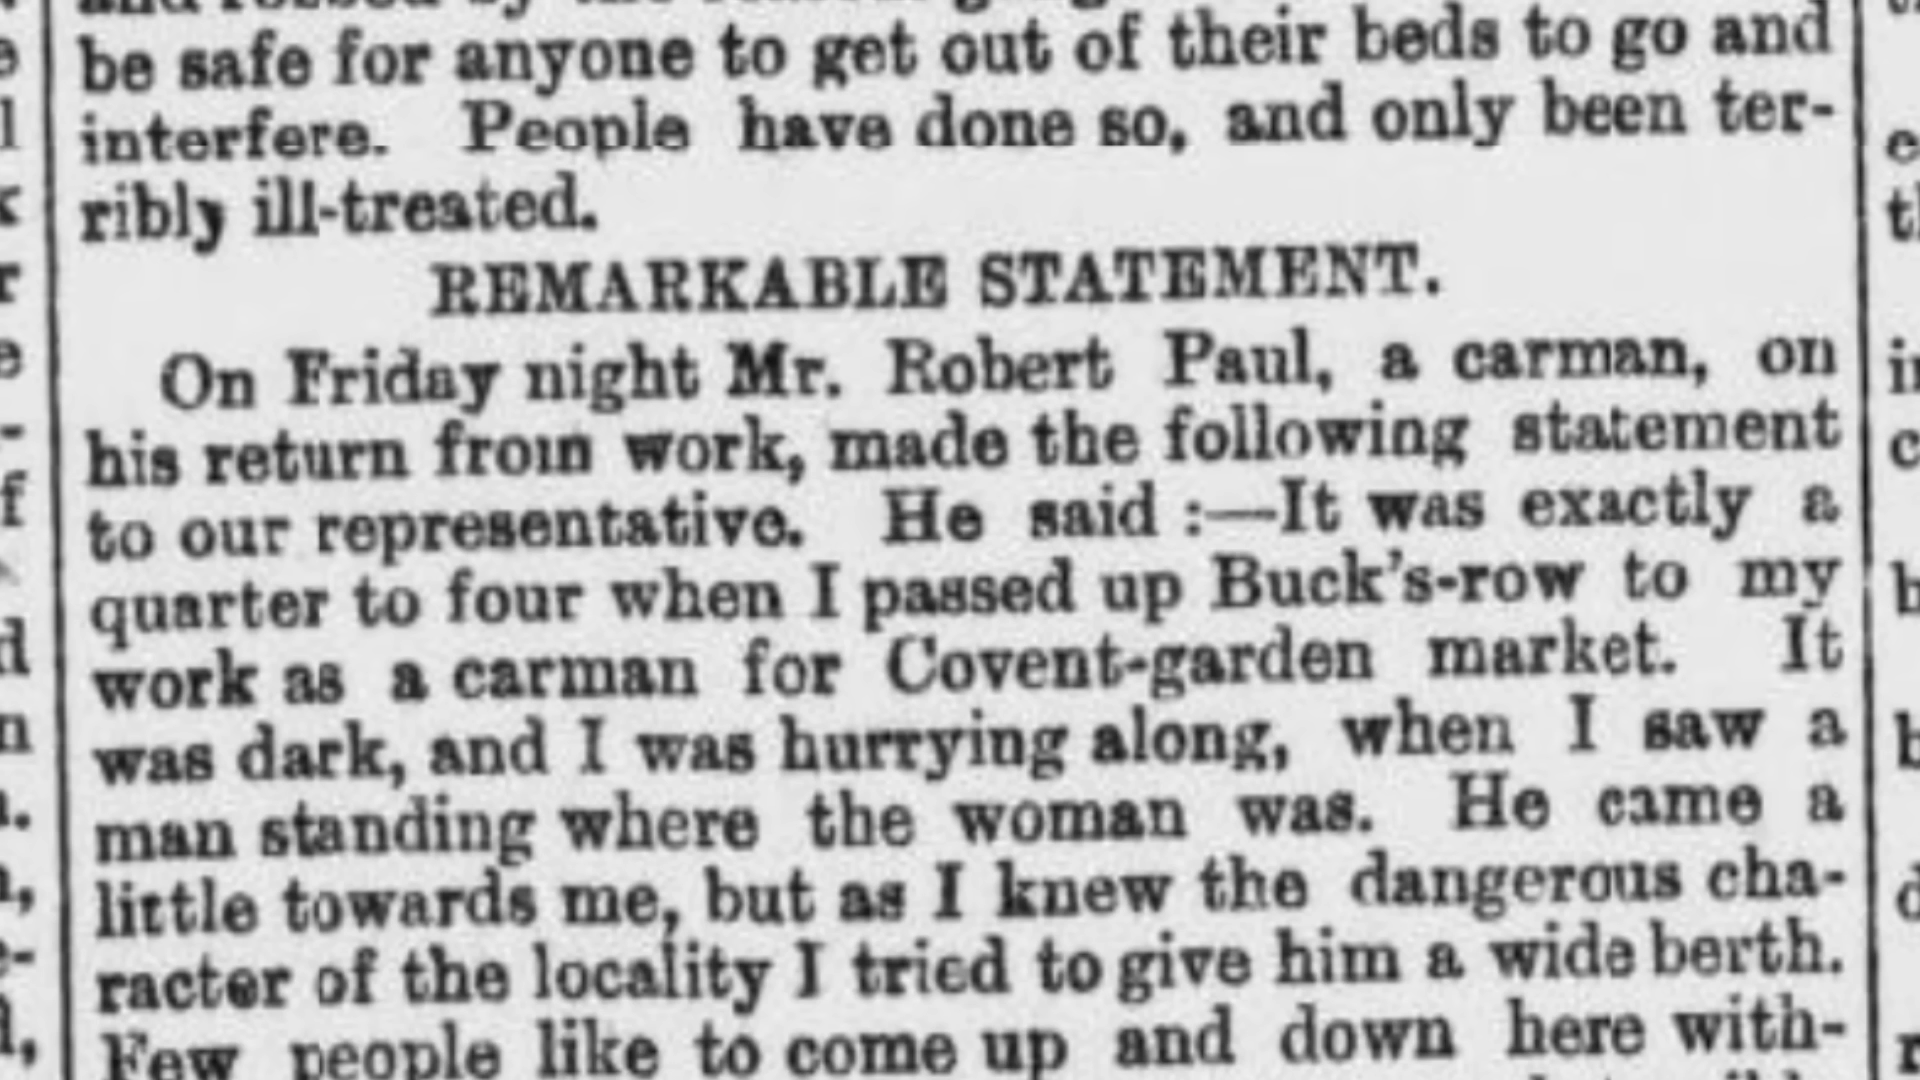 be safe for anyone to get out of their beds to go and
interfere. People have done so, and only been ter-
ribly ill-treated.
REMARKABLE STATEMENT.
On Friday night Mr. Robert Paul, a carman, on
his return from work, made the following statement
to our representative. He said :—It was exactly a
quarter to four when I passed up Buck's-row to my
work as a carman for Covent-garden market. It
was dark, and I was hurrying along, when I saw a
man standing where the woman was. He came a
little towards me, but as I knew the dangerous cha-
racter of the locality I tried to give him a wide berth.
Few people like to come up and down here with-